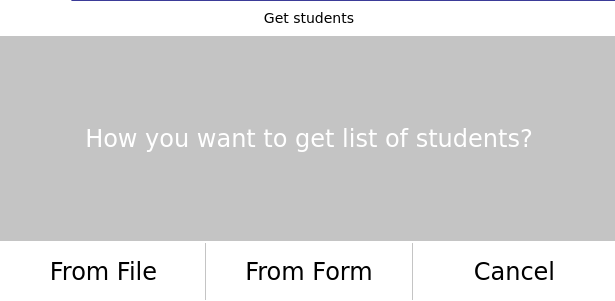 Get students
How you want to get list of students?
From File
From Form
Cancel